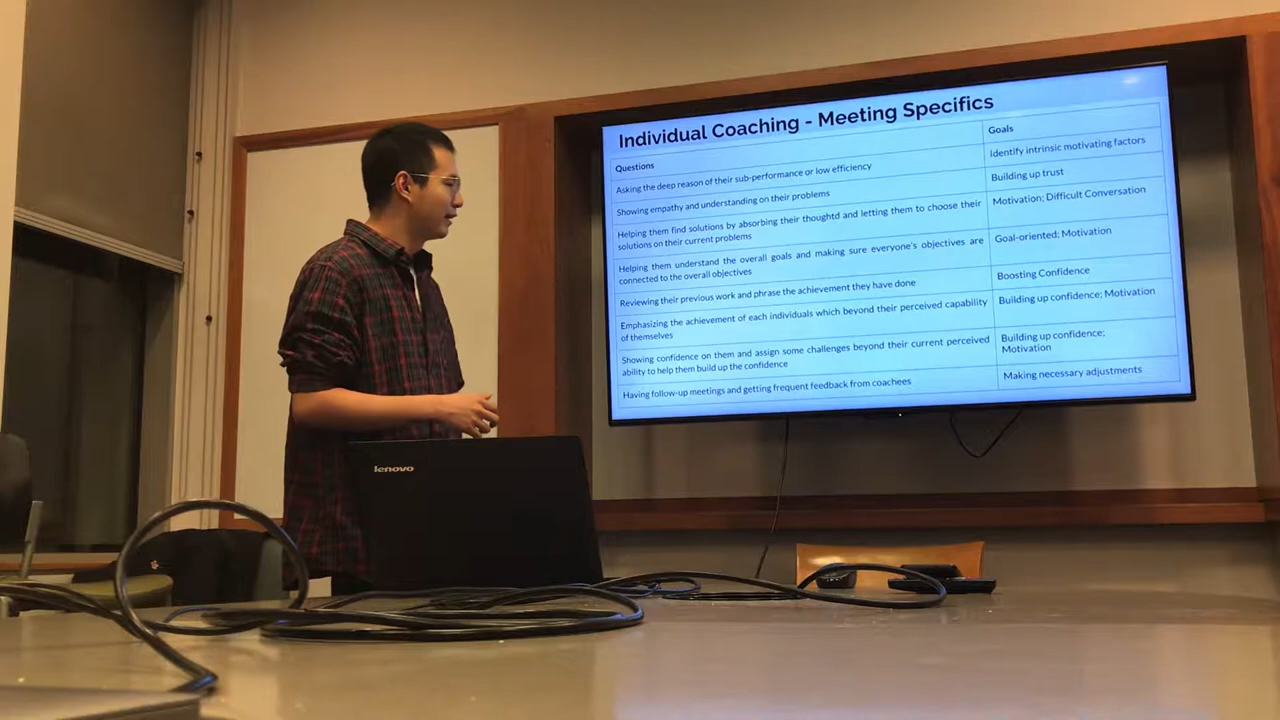 Individual Coaching - Meeting Specifics
Questions
Goals
Asking the deep reason of their sub-performance or low efficiency
Identify intrinsic motivating factors
Showing empathy and understanding on their problems
Building up trust
Helping them find solutions by absorbing their thoughtd and letting them to choose their
solutions on their current problems
Motivation; Difficult Conversation
Helping them understand the overall goals and making sure everyone's objectives are
connected to the overall objectives
Goal-oriented; Motivation
Reviewing their previous work and phrase the achievement they have done
Boosting Confidence
Emphasizing the achievement of each individuals which beyond their perceived capability
of themselves
Building up confidence; Motivation
Showing confidence on them and assign some challenges beyond their current perceived
ability to help them build up the confidence
Building up confidence;
Motivation
Having follow-up meetings and getting frequent feedback from coachees
Making necessary adjustments
lenovo